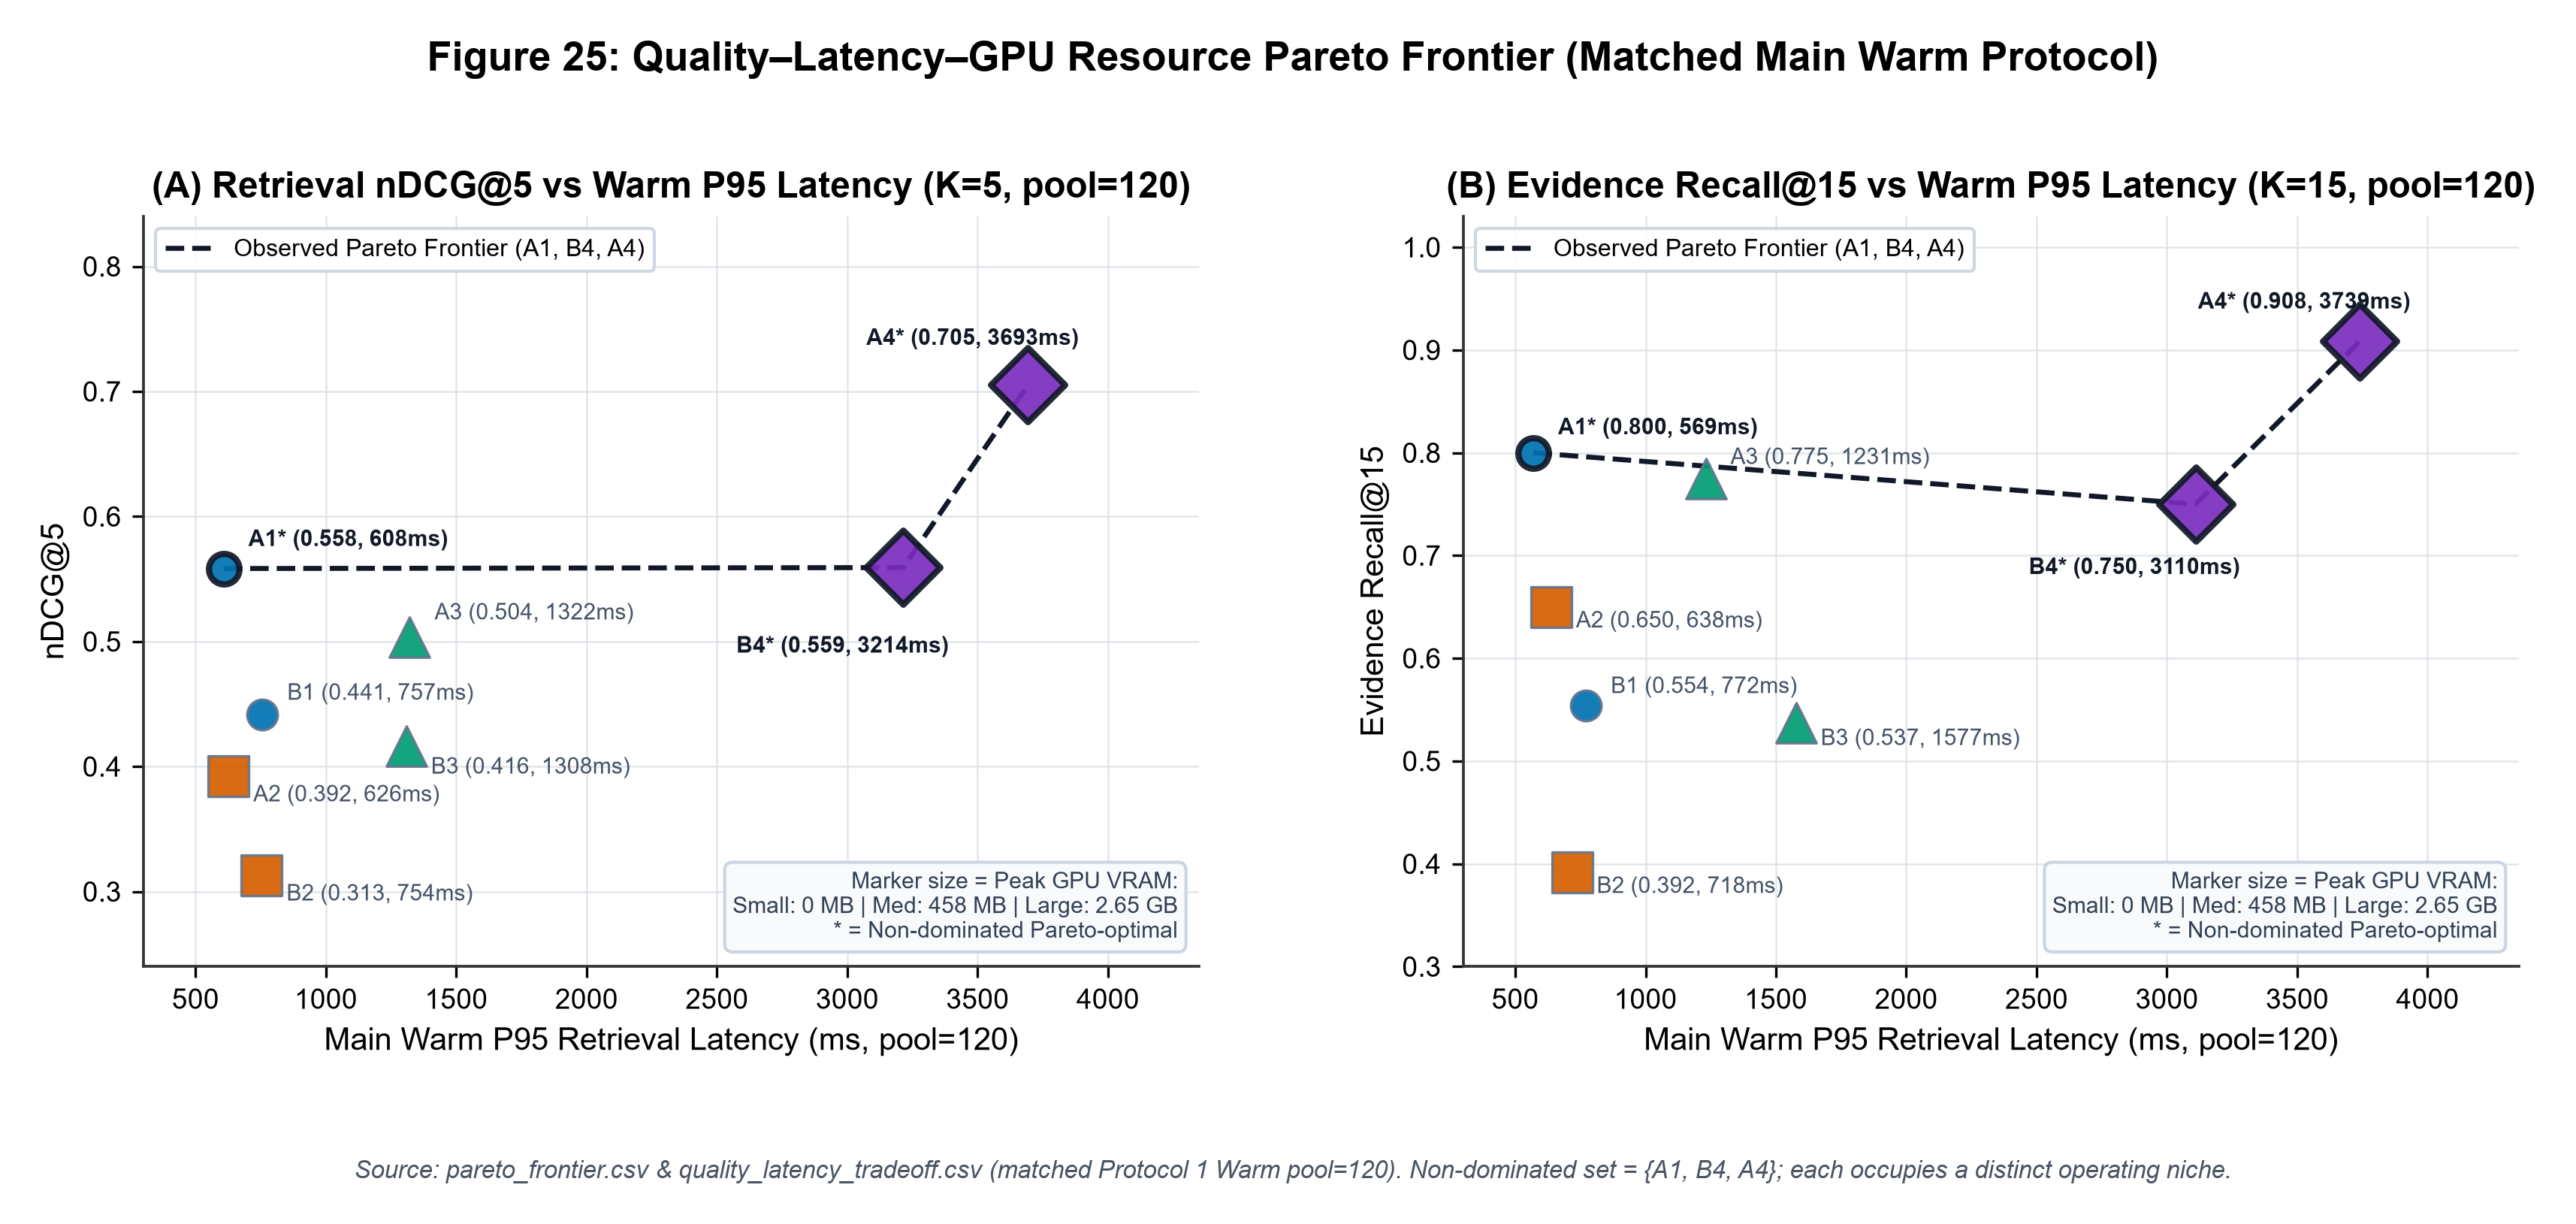 Figure 25: Quality–Latency–GPU Resource Pareto Frontier (Matched Main Warm Protocol)
(A) Retrieval nDCG@5 vs Warm P95 Latency (K=5, pool=120)
Observed Pareto Frontier (A1, B4, A4)
nDCG@5
0.8
0.7
0.6
0.5
0.4
0.3
A4* (0.705, 3693ms)
A1* (0.558, 608ms)
A3 (0.504, 1322ms)
B4* (0.559, 3214ms)
B1 (0.441, 757ms)
B3 (0.416, 1308ms)
A2 (0.392, 626ms)
B2 (0.313, 754ms)
Marker size = Peak GPU VRAM:
Small: 0 MB | Med: 458 MB | Large: 2.65 GB
* = Non-dominated Pareto-optimal
500 1000 1500 2000 2500 3000 3500 4000
Main Warm P95 Retrieval Latency (ms, pool=120)
(B) Evidence Recall@15 vs Warm P95 Latency (K=15, pool=120)
Observed Pareto Frontier (A1, B4, A4)
Evidence Recall@15
1.0
0.9
0.8
0.7
0.6
0.5
0.4
0.3
A4* (0.908, 3739ms)
A1* (0.800, 569ms)
A3 (0.775, 1231ms)
B4* (0.750, 3110ms)
A2 (0.650, 638ms)
B1 (0.554, 772ms)
B3 (0.537, 1577ms)
B2 (0.392, 718ms)
Marker size = Peak GPU VRAM:
Small: 0 MB | Med: 458 MB | Large: 2.65 GB
* = Non-dominated Pareto-optimal
500 1000 1500 2000 2500 3000 3500 4000
Main Warm P95 Retrieval Latency (ms, pool=120)
Source: pareto_frontier.csv & quality_latency_tradeoff.csv (matched Protocol 1 Warm pool=120). Non-dominated set = {A1, B4, A4}; each occupies a distinct operating niche.